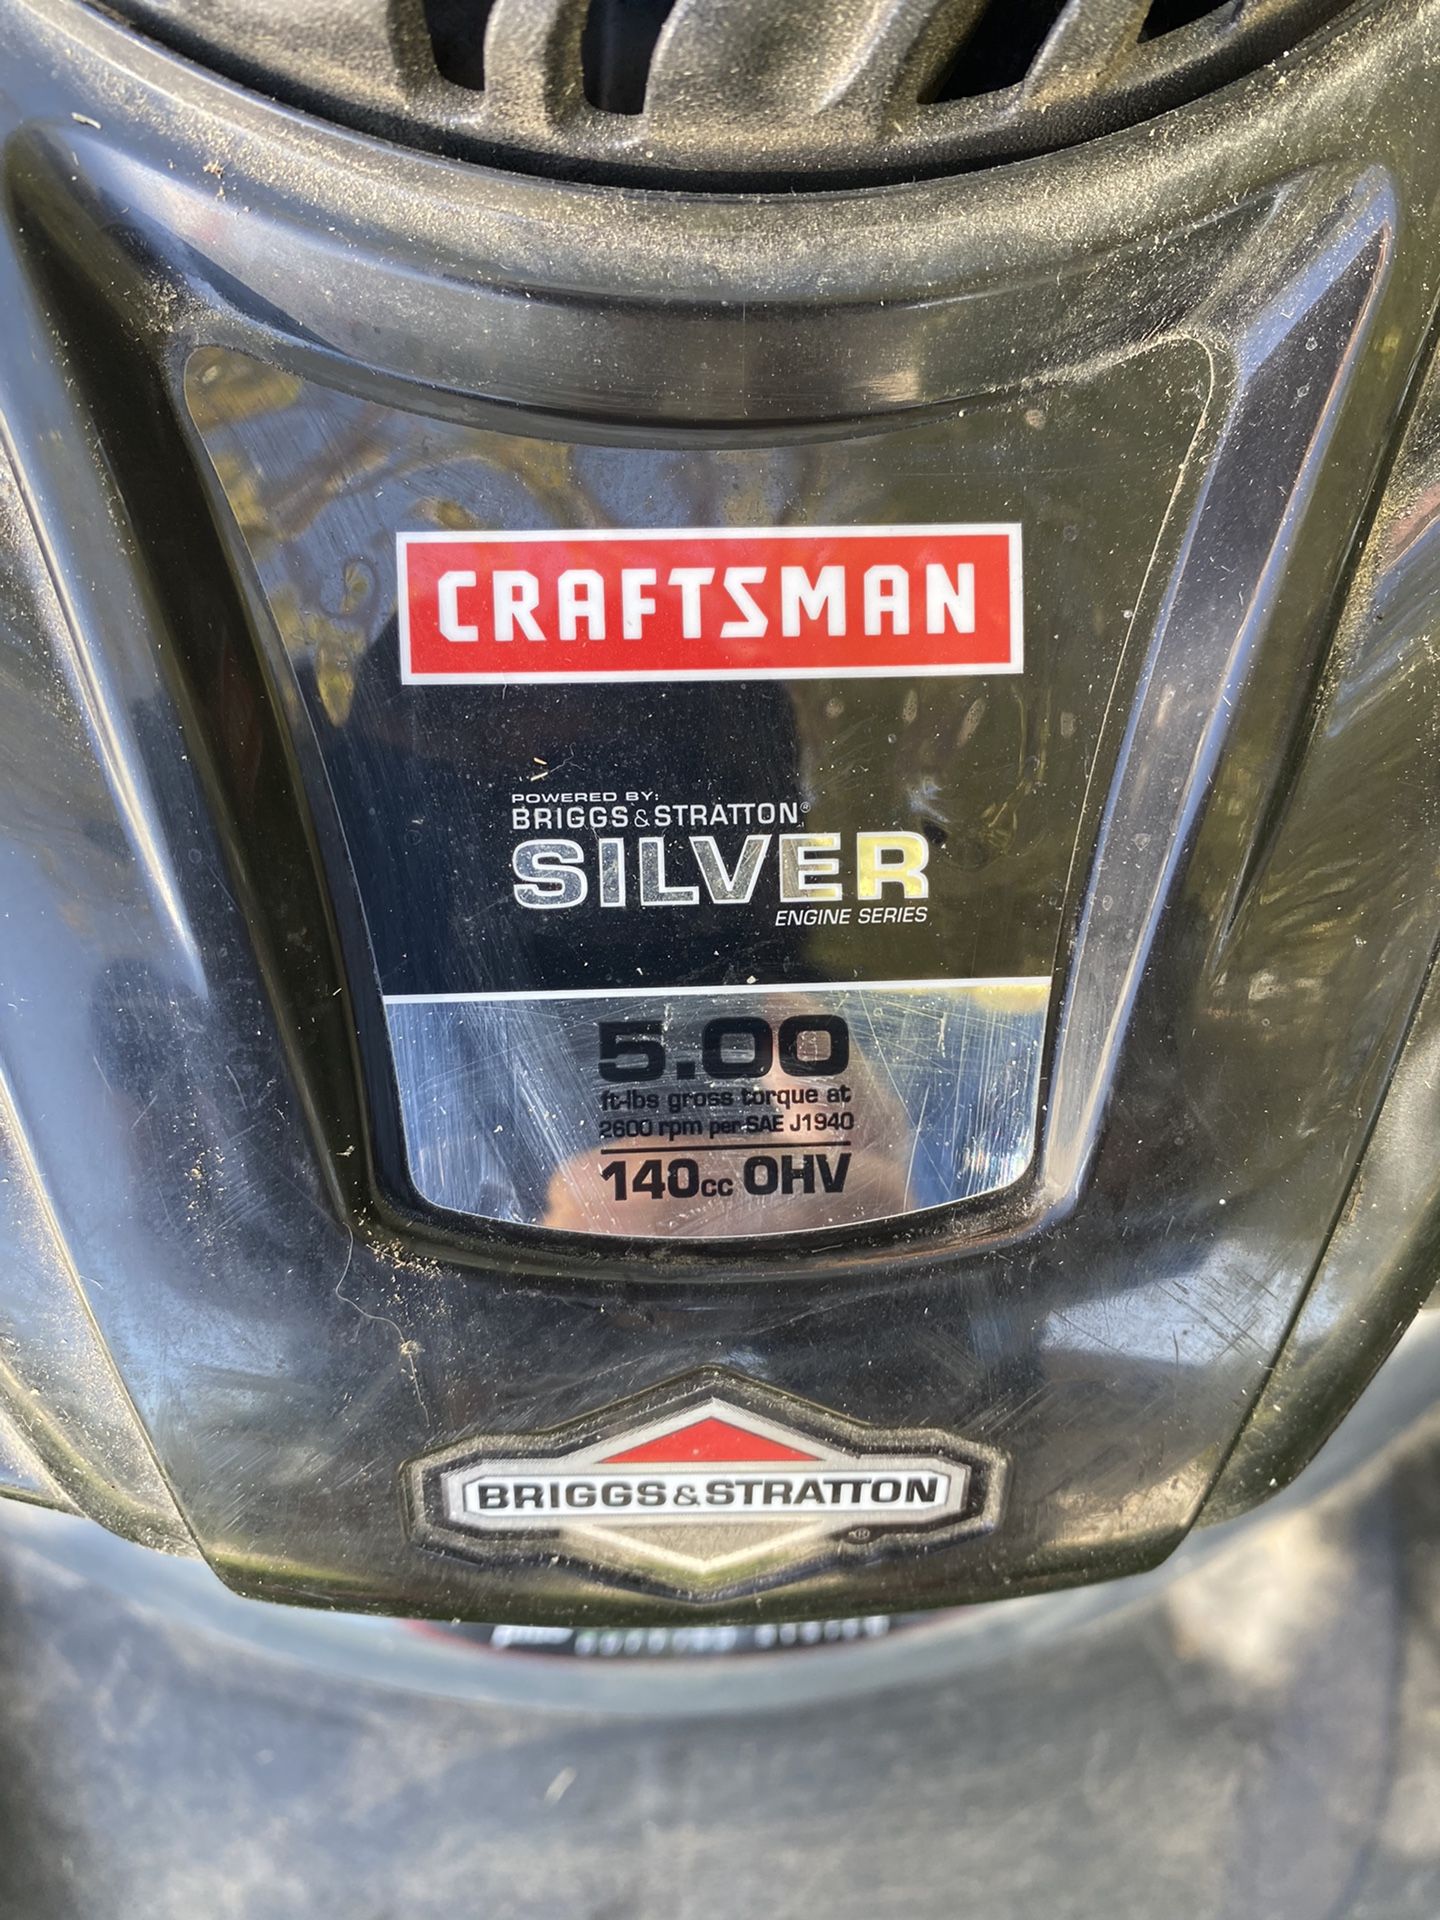 CRAFTSMAN
POWERED BY:
BRIGGS & STRATTON®
SILVER
ENGINE SERIES
5.00
ft-lbs gross torque at
2600 rpm per SAE J1940
140cc OHV
BRIGGS & STRATTON
®